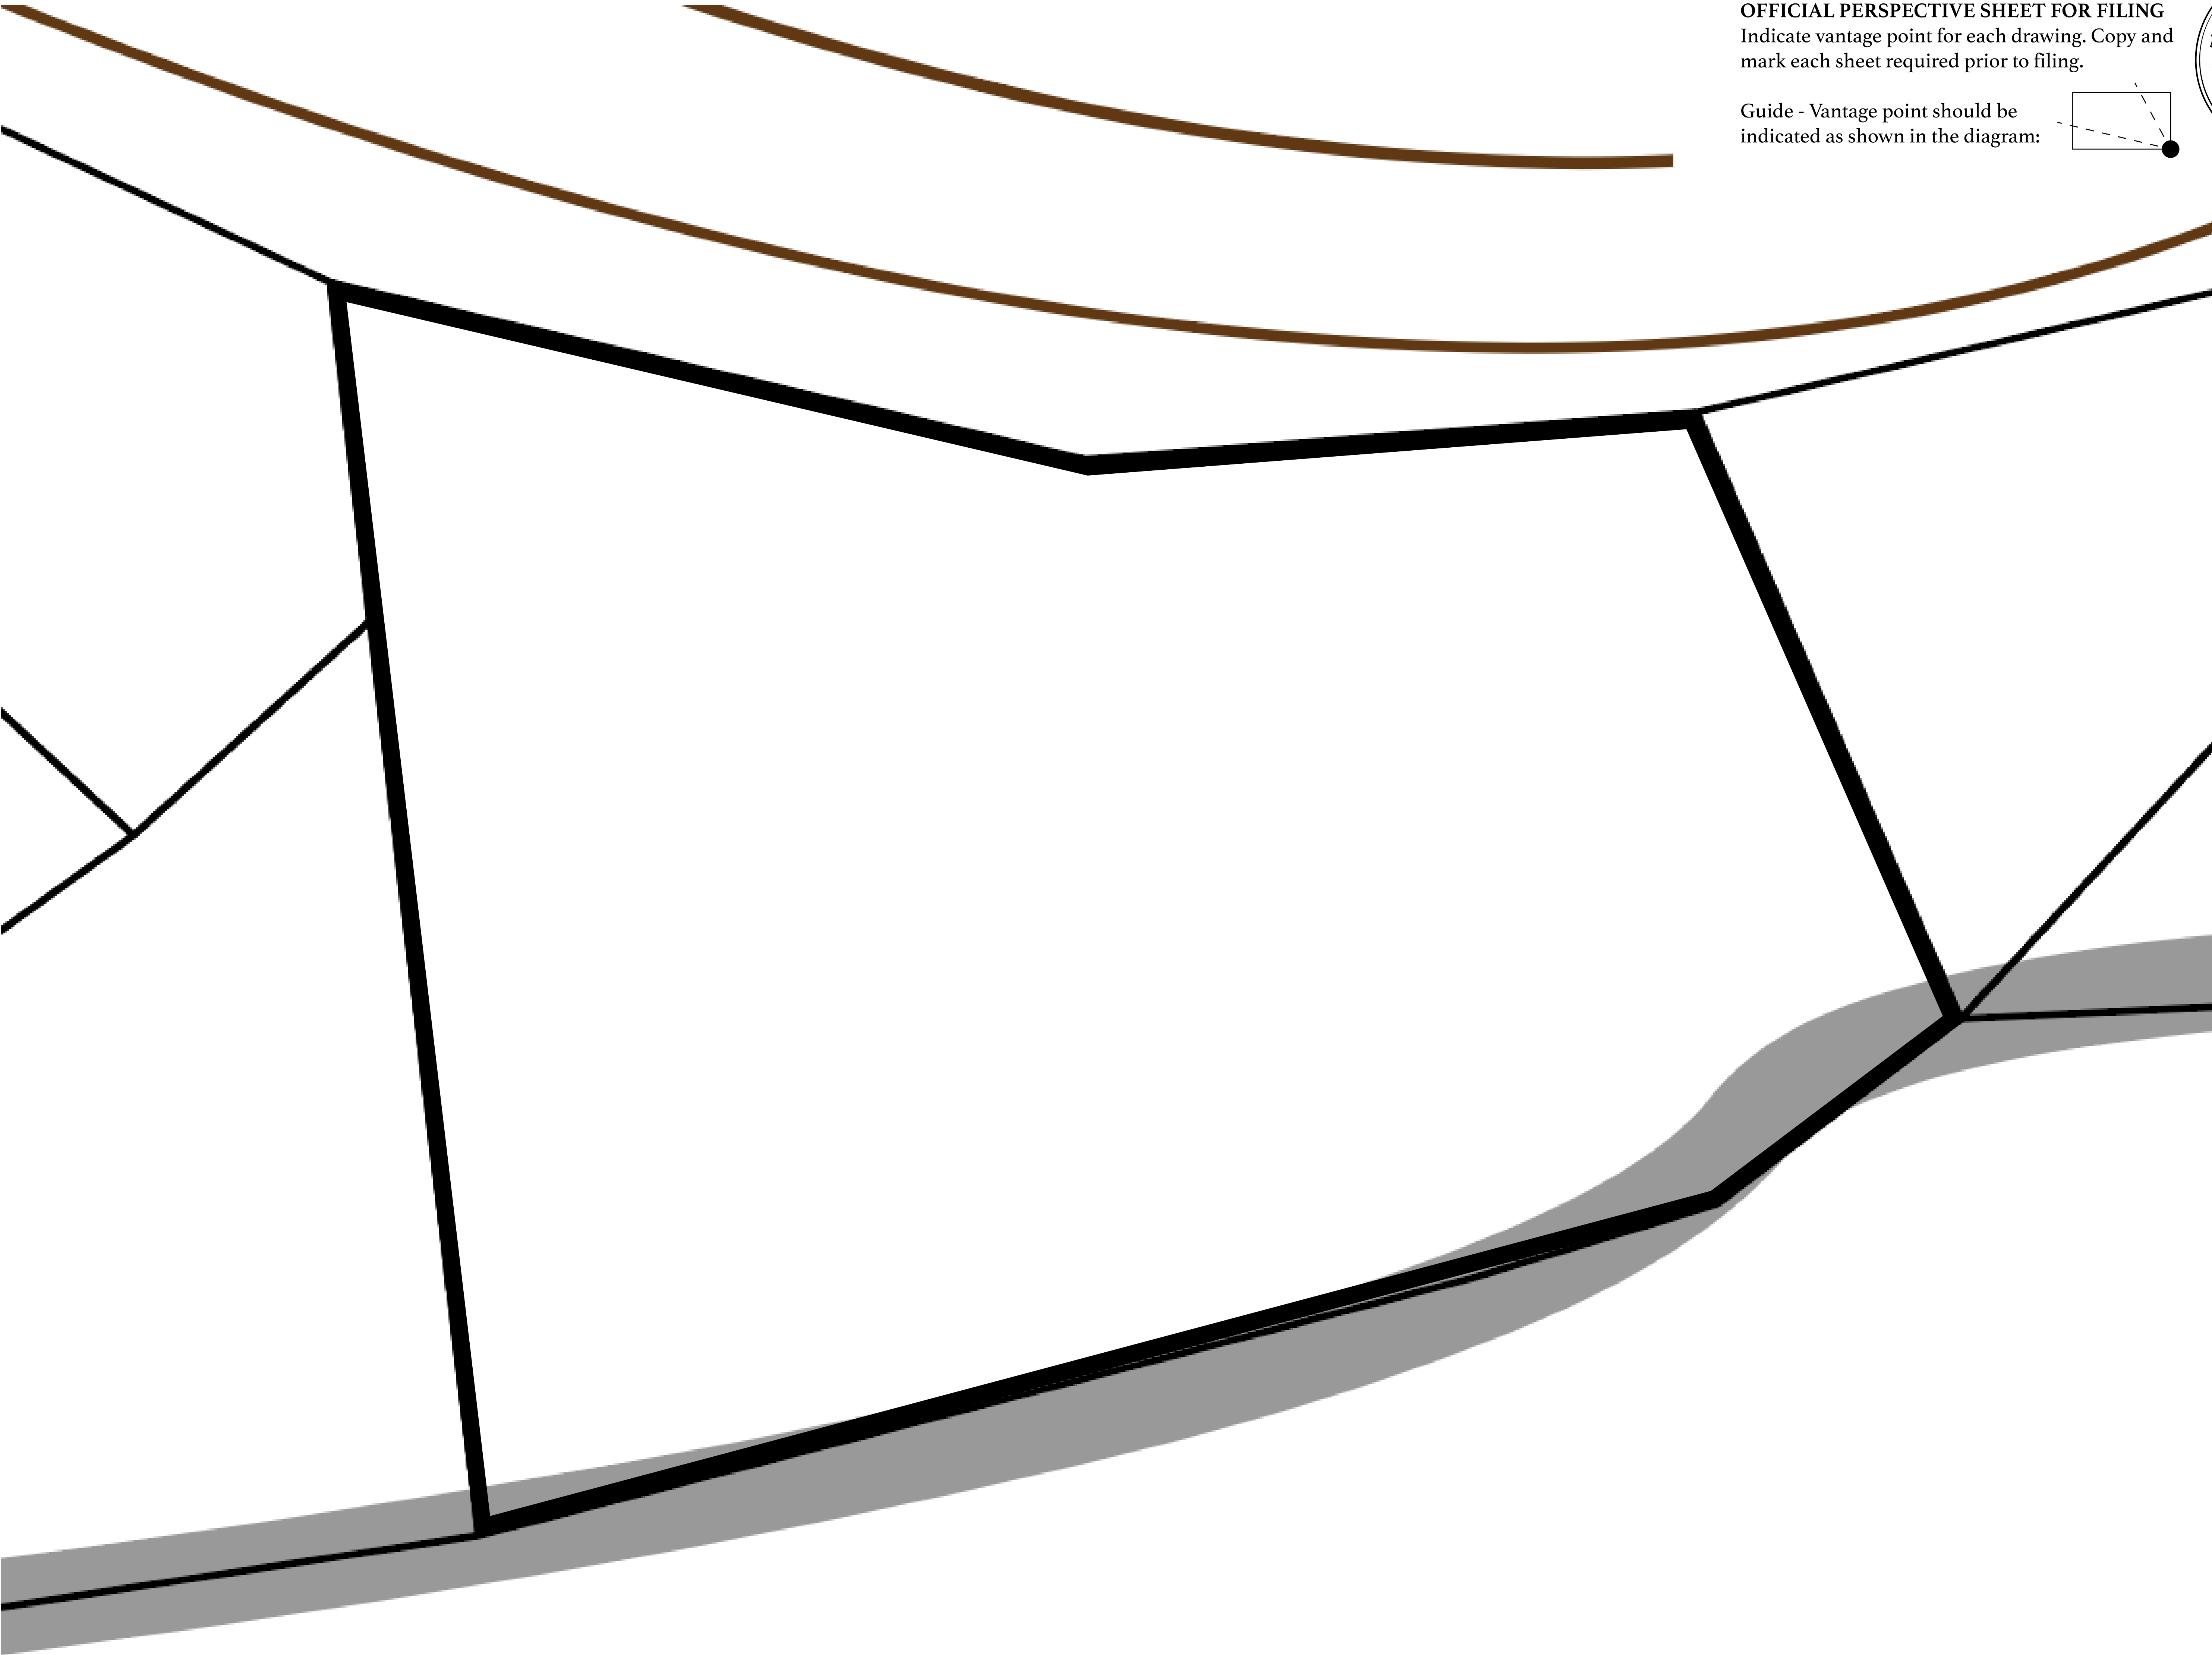 OFFICIAL PERSPECTIVE SHEET FOR FILING
Indicate vantage point for each drawing. Copy and
mark each sheet required prior to filing.
Guide - Vantage point should be
indicated as shown in the diagram: